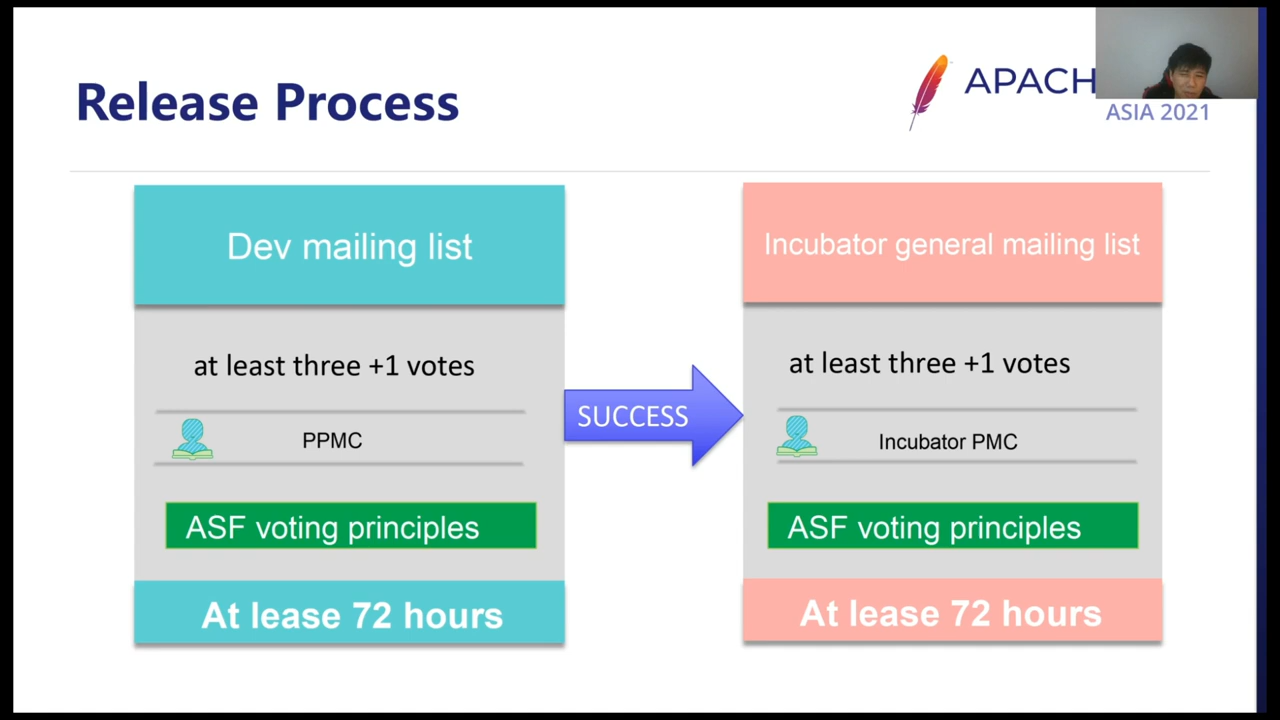 Release Process
APACH
ASIA 2021
Dev mailing list
at least three +1 votes
PPMC
ASF voting principles
At lease 72 hours
SUCCESS
Incubator general mailing list
at least three +1 votes
Incubator PMC
ASF voting principles
At lease 72 hours